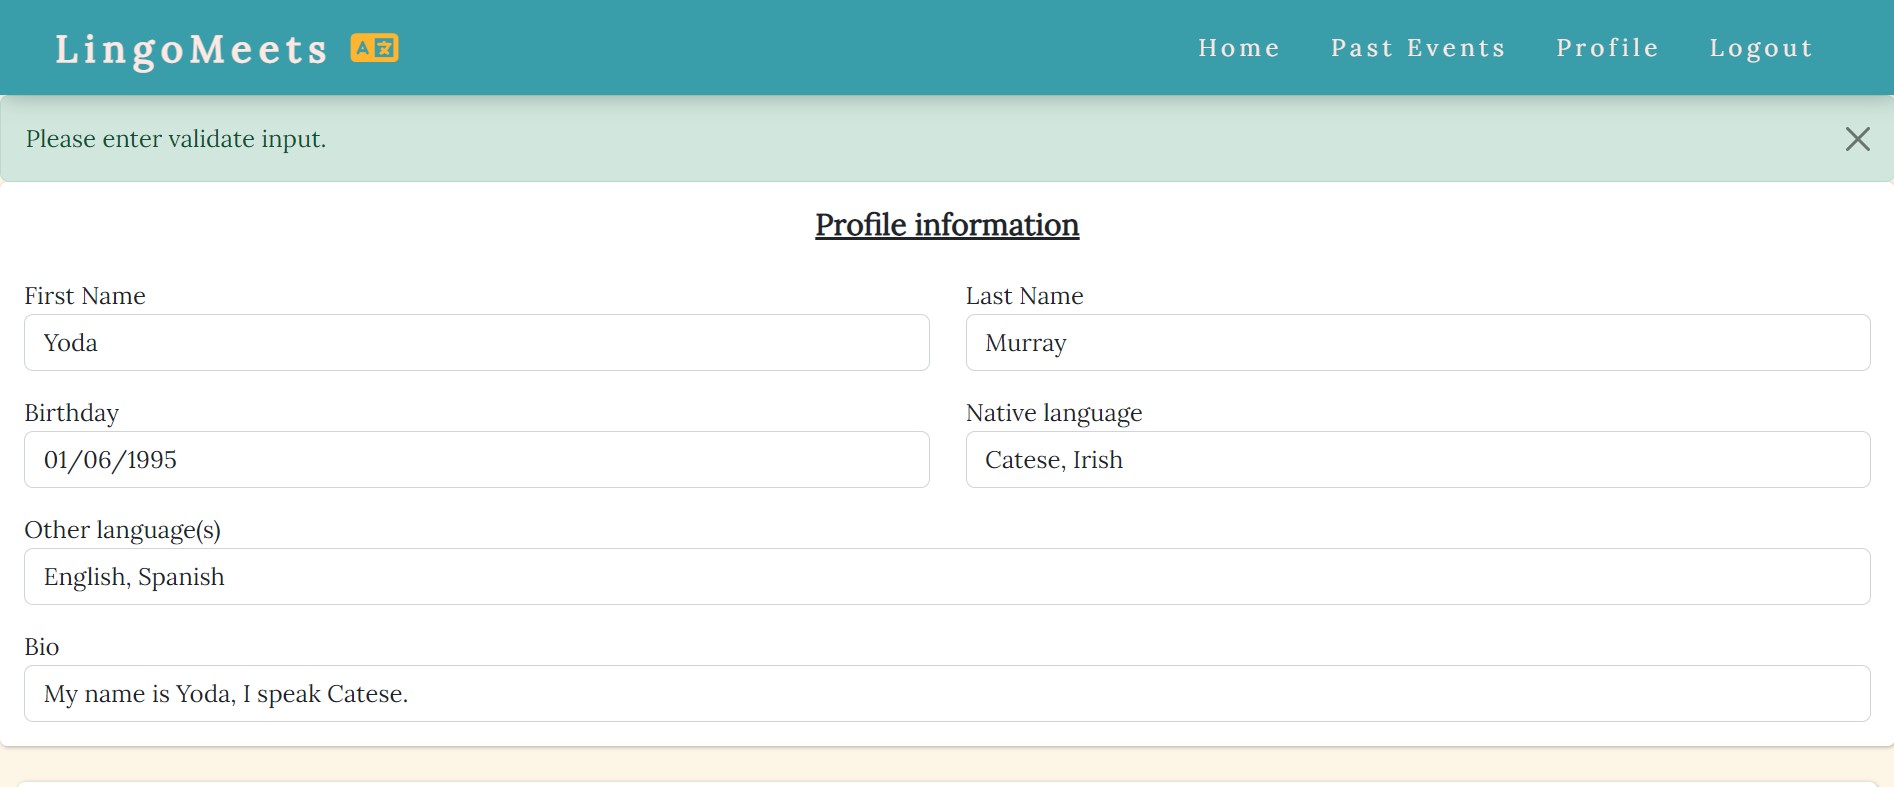 LingoMeets
Home Past Events Profile Logout
Please enter validate input.
Profile information
First Name
Yoda
Last Name
Murray
Birthday
01/06/1995
Native language
Catese, Irish
Other language(s)
English, Spanish
Bio
My name is Yoda, I speak Catese.